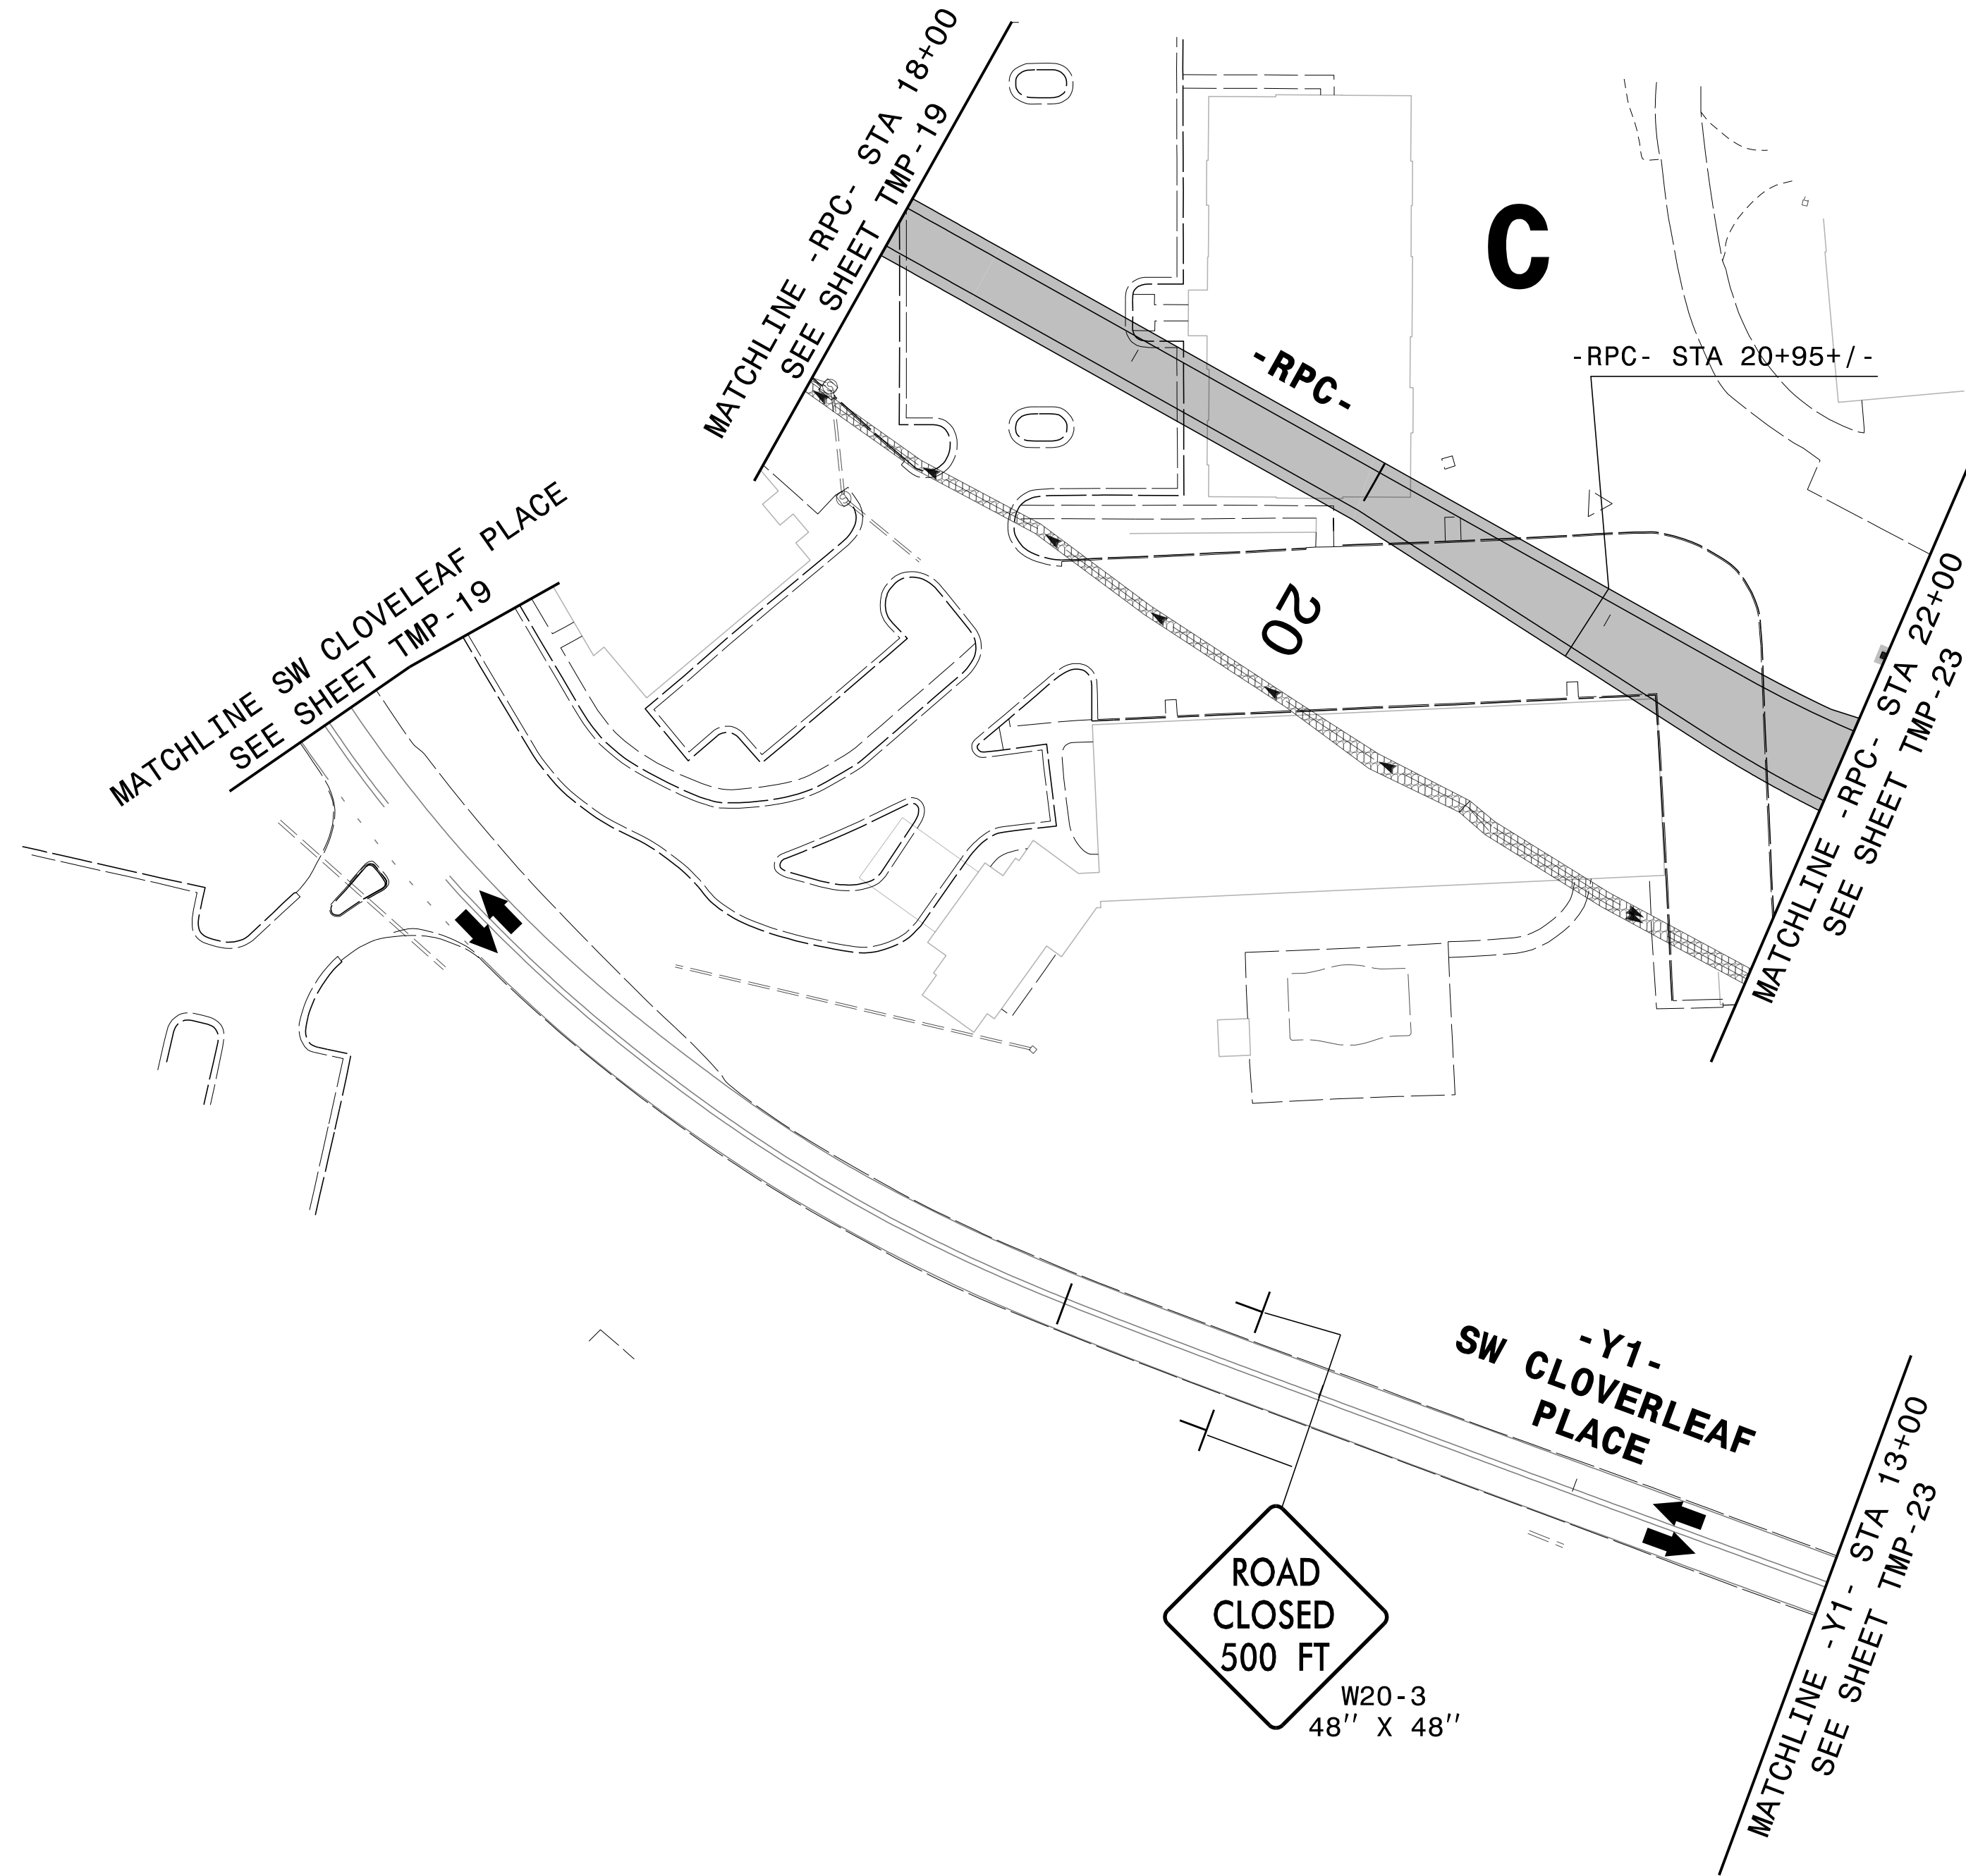 MATCHLINE -RPC- STA 18+00
SEE SHEET TMP-19
C
-RPC-
-RPC- STA 20+95+/-
MATCHLINE SW CLOVELEAF PLACE
SEE SHEET TMP-19
20
MATCHLINE -RPC- STA 22+00
SEE SHEET TMP-23
-Y1-
SW CLOVERLEAF
PLACE
MATCHLINE -Y1- STA 13+00
SEE SHEET TMP-23
ROAD
CLOSED
500 FT
W20-3
48'' X 48''